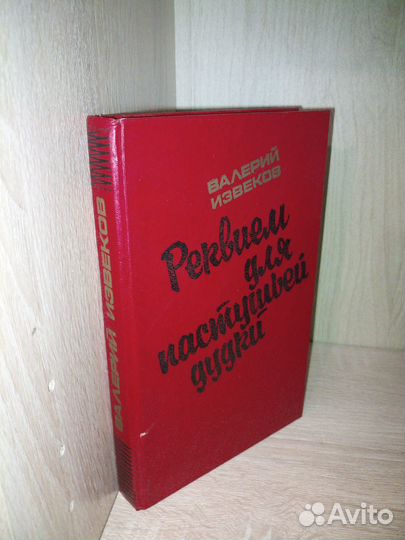 ВАЛЕРИЙ
ИЗВЕКОВ
Реквием
для
пастушьей
дудки
ВАЛЕРИЙ ИЗВЕКОВ
Avito